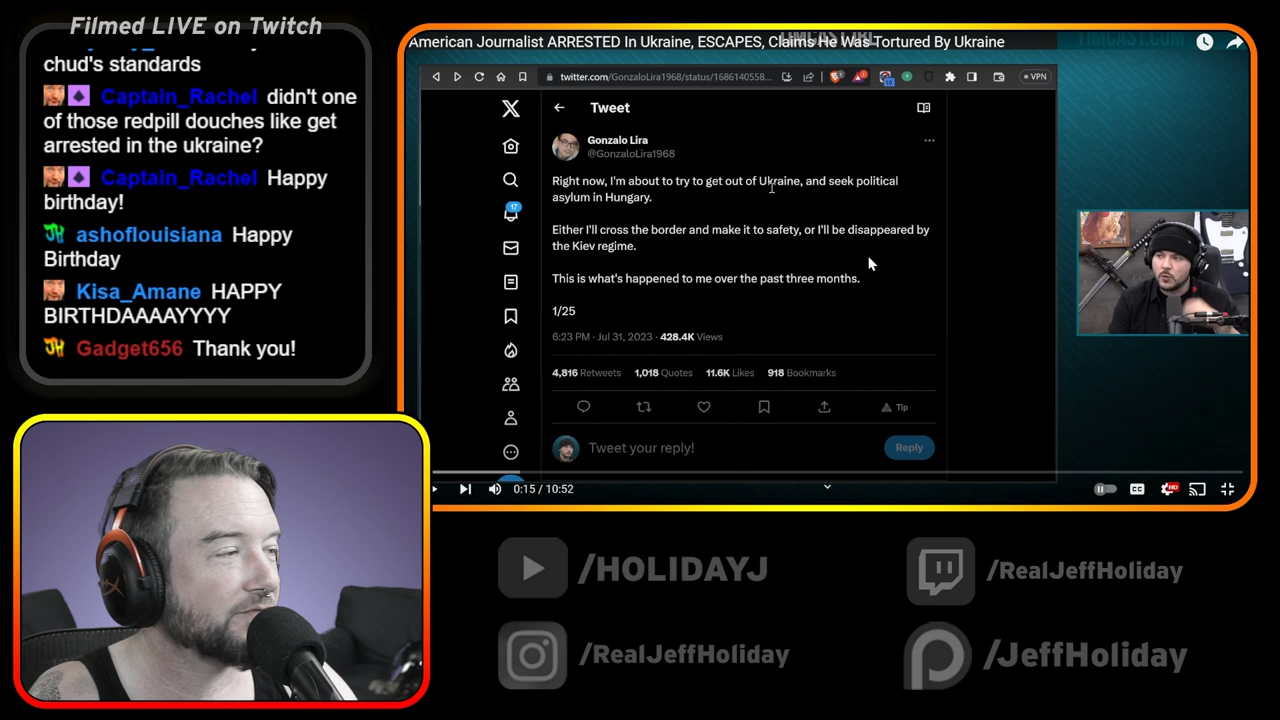 Filmed LIVE on Twitch
chud's standards
Captain_Rachel didn't one
of those redpill douches like get
arrested in the ukraine?
Captain_Rachel Happy
birthday!
ashoflouisiana Happy
Birthday
Kisa_Amane HAPPY
BIRTHDAAAAYYYY
Gadget656 Thank you!
American Journalist ARRESTED In Ukraine, ESCAPES, Claims He Was Tortured By Ukraine
TIMCAST.COM
twitter.com/GonzaloLira1968/status/1686140558...
VPN
Tweet
Gonzalo Lira
@GonzaloLira1968
Right now, I'm about to try to get out of Ukraine, and seek political
asylum in Hungary.
Either I'll cross the border and make it to safety, or I'll be disappeared by
the Kiev regime.
This is what's happened to me over the past three months.
1/25
6:23 PM · Jul 31, 2023 · 428.4K Views
4,816 Retweets 1,018 Quotes 11.6K Likes 918 Bookmarks
Tip
17
Tweet your reply!
Reply
0:15 / 10:52
CC
HD
/HOLIDAYJ
/RealJeffHoliday
/RealJeffHoliday
/JeffHoliday